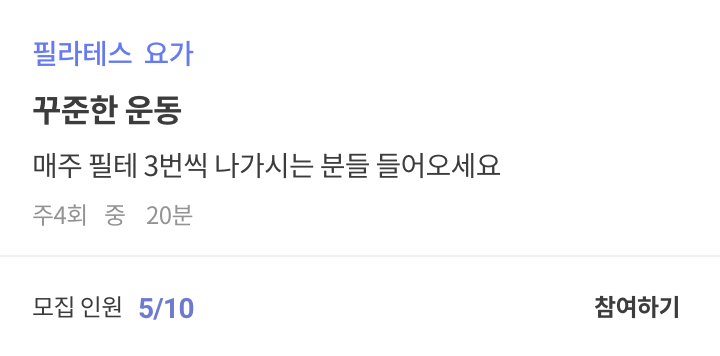 필라테스 요가
꾸준한 운동
매주 필테 3번씩 나가시는 분들 들어오세요
주4회 중 20분
모집 인원 5/10 참여하기